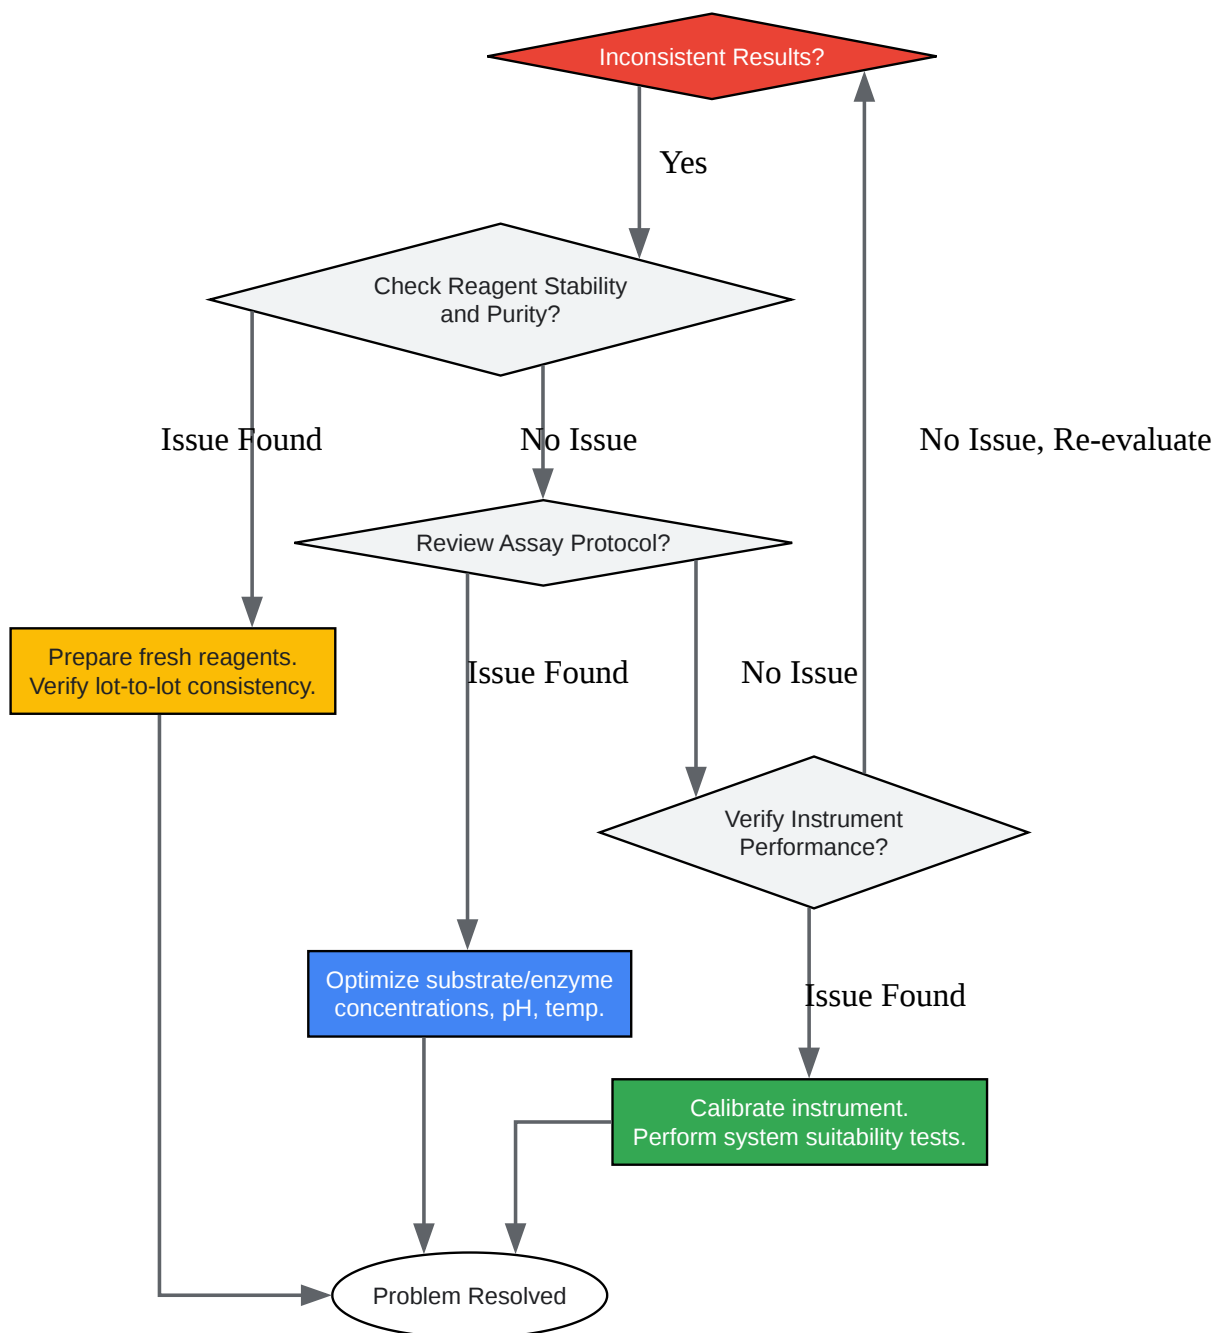 Inconsistent Results?
Yes
Check Reagent Stability
and Purity?
Issue Found
No Issue
No Issue, Re-evaluate
Review Assay Protocol?
Prepare fresh reagents.
Verify lot-to-lot consistency.
Issue Found
No Issue
Verify Instrument
Performance?
Optimize substrate/enzyme
concentrations, pH, temp.
Issue Found
Calibrate instrument.
Perform system suitability tests.
Problem Resolved